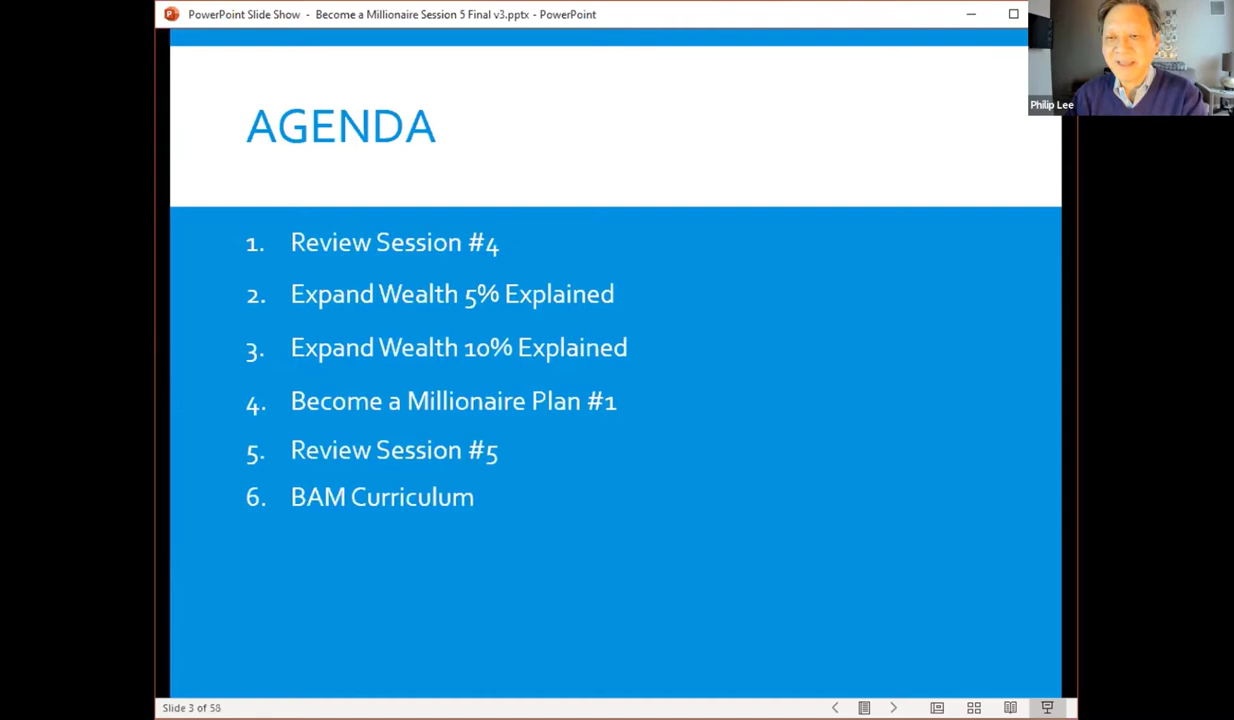 PowerPoint Slide Show - Become a Millionaire Session 5 Final v3.pptx - PowerPoint
Philip Lee
AGENDA
1. Review Session #4
2. Expand Wealth 5% Explained
3. Expand Wealth 10% Explained
4. Become a Millionaire Plan #1
5. Review Session #5
6. BAM Curriculum
Slide 3 of 58